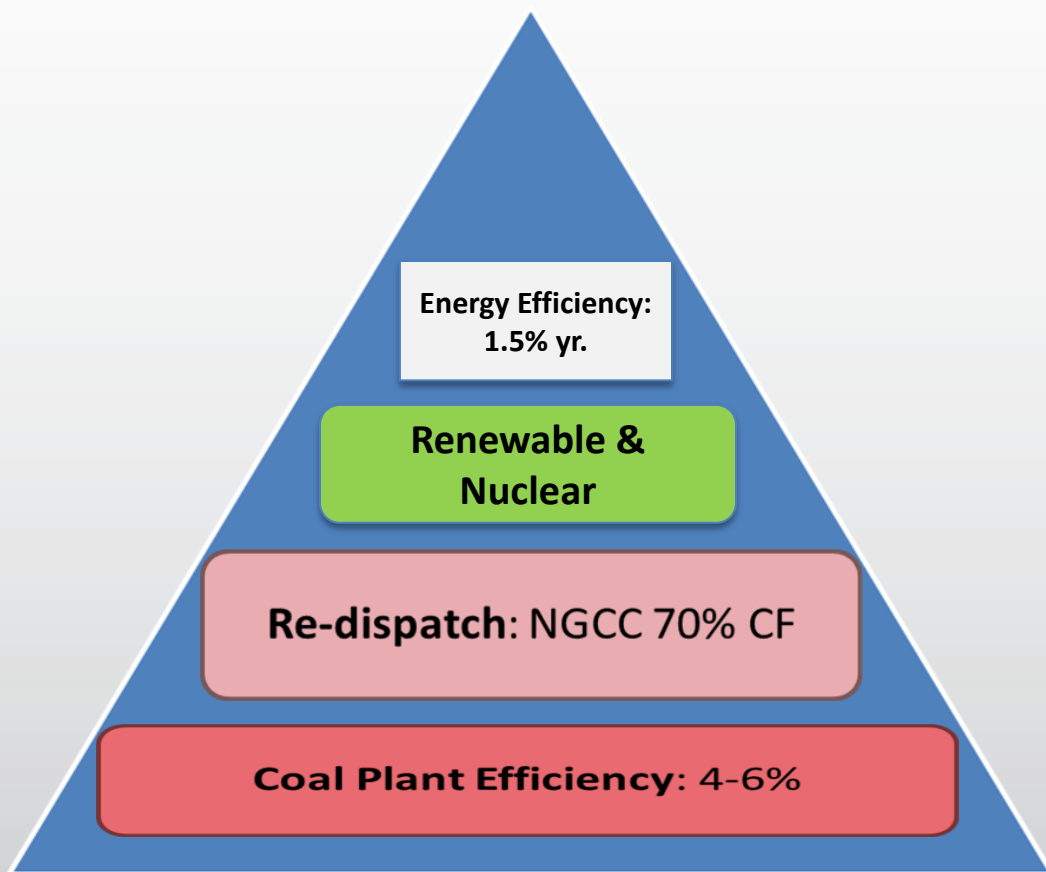 Energy Efficiency:
1.5% yr.
Renewable &
Nuclear
Re-dispatch: NGCC 70% CF
Coal Plant Efficiency: 4-6%